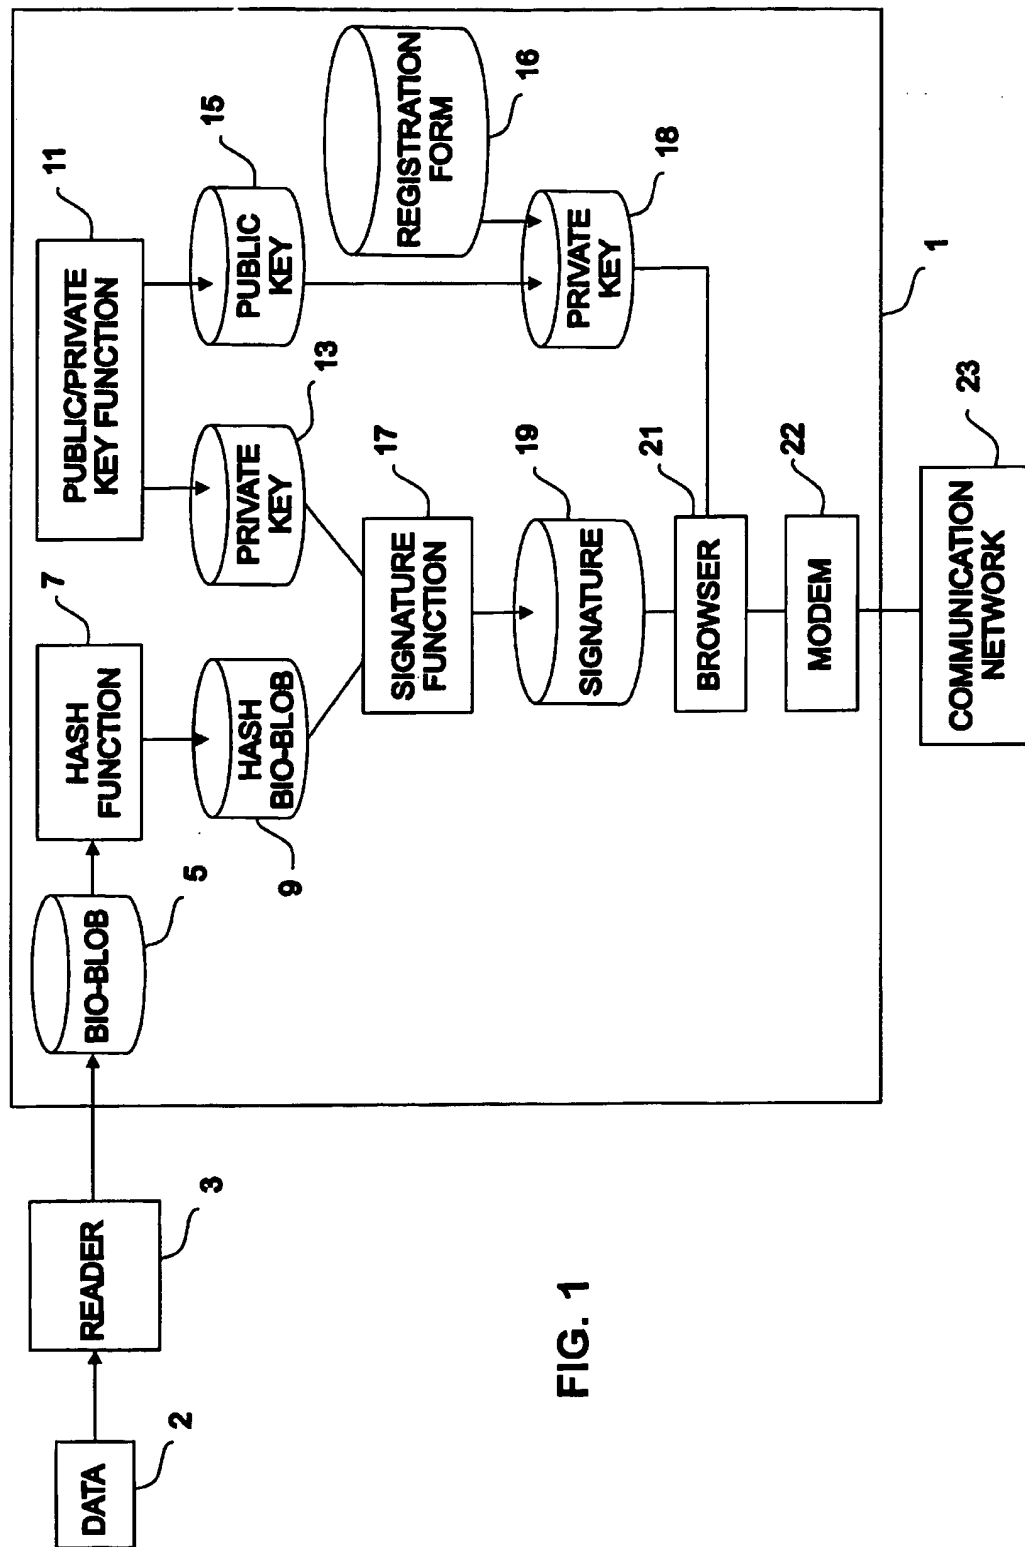 DATA
2
READER
3
BIO-BLOB
5
HASH
FUNCTION
7
HASH
BIO-BLOB
9
PUBLIC/PRIVATE
KEY FUNCTION
11
PRIVATE
KEY
13
PUBLIC
KEY
15
REGISTRATION
FORM
16
SIGNATURE
FUNCTION
17
PRIVATE
KEY
18
SIGNATURE
19
BROWSER
21
MODEM
22
1
COMMUNICATION
NETWORK
23
FIG. 1